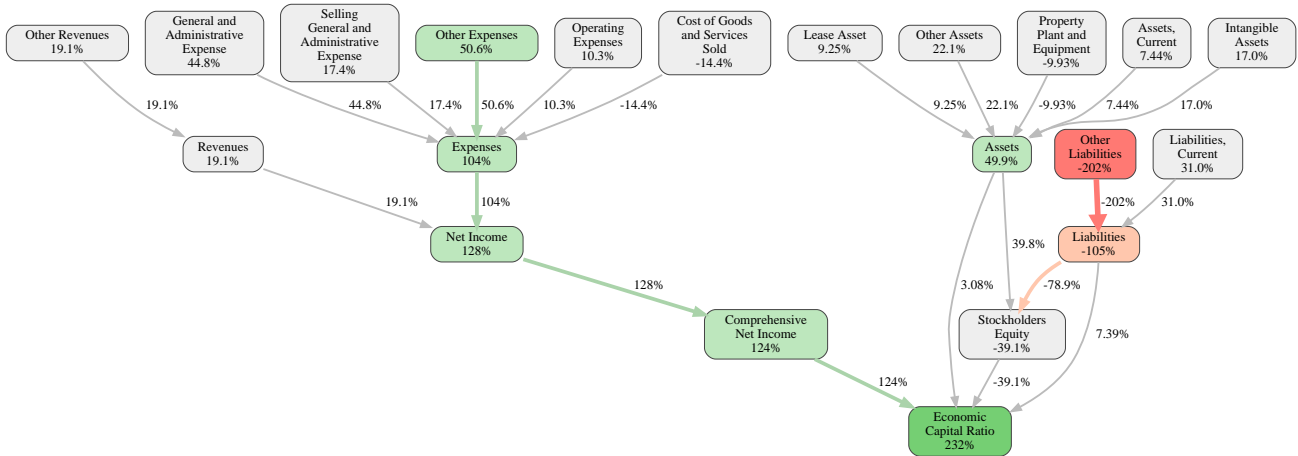 Other Revenues
19.1%
General and
Administrative
Expense
44.8%
Selling
General and
Administrative
Expense
17.4%
Other Expenses
50.6%
Operating
Expenses
10.3%
Cost of Goods
and Services
Sold
-14.4%
Lease Asset
9.25%
Other Assets
22.1%
Property
Plant and
Equipment
-9.93%
Assets,
Current
7.44%
Intangible
Assets
17.0%
19.1%
44.8%
17.4%
50.6%
10.3%
-14.4%
9.25%
22.1%
-9.93%
7.44%
17.0%
Revenues
19.1%
Expenses
104%
Assets
49.9%
Other
Liabilities
-202%
Liabilities,
Current
31.0%
19.1%
104%
-202%
31.0%
Net Income
128%
39.8%
Liabilities
-105%
128%
3.08%
-78.9%
7.39%
Comprehensive
Net Income
124%
Stockholders
Equity
-39.1%
124%
-39.1%
Economic
Capital Ratio
232%